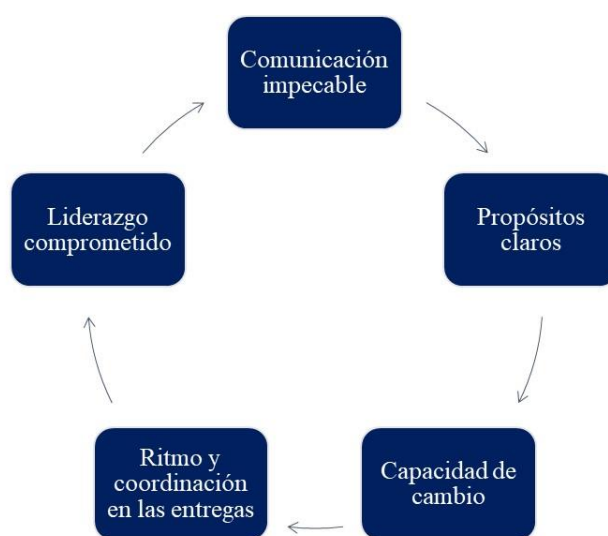 Comunicación
impecable
Propósitos
claros
Capacidad de
cambio
Ritmo y
coordinación
en las entregas
Liderazgo
comprometido